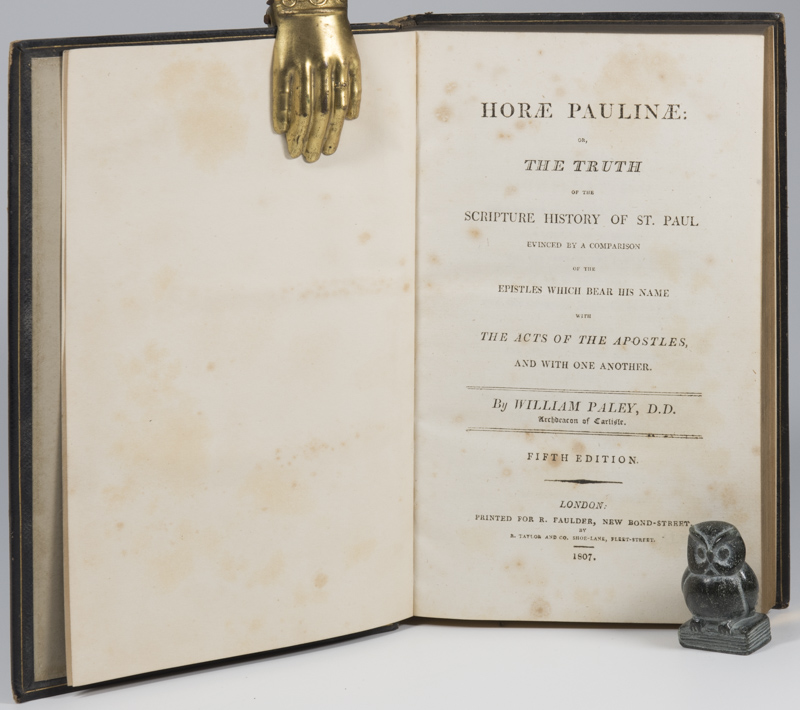 HORÆ PAULINÆ:
OR,
THE TRUTH
OF THE
SCRIPTURE HISTORY OF ST. PAUL
EVINCED BY A COMPARISON
OF THE
EPISTLES WHICH BEAR HIS NAME
WITH
THE ACTS OF THE APOSTLES,
AND WITH ONE ANOTHER.
By WILLIAM PALEY, D.D.
Archdeacon of Carlisle.
FIFTH EDITION.
LONDON:
PRINTED FOR R. FAULDER, NEW BOND-STREET,
BY
R. TAYLOR AND CO. SHOE-LANE, FLEET-STREET.
1807.